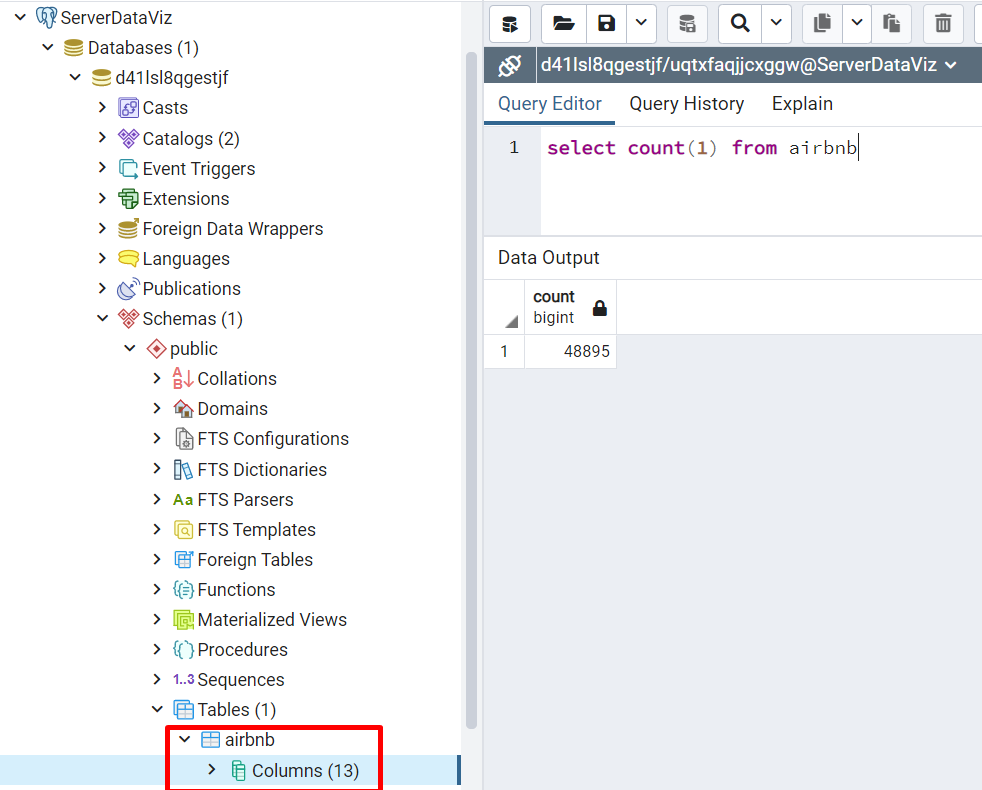 ServerDataViz
Databases (1)
d41lsl8qgestjf
Casts
Catalogs (2)
Event Triggers
Extensions
Foreign Data Wrappers
Languages
Publications
Schemas (1)
public
Collations
Domains
FTS Configurations
FTS Dictionaries
Aa FTS Parsers
FTS Templates
Foreign Tables
Functions
Materialized Views
Procedures
1..3 Sequences
Tables (1)
airbnb
Columns (13)
d41lsl8qgestjf/uqtxfaqjjcxggw@ServerDataViz
Query Editor Query History Explain
1 select count(1) from airbnb
Data Output
count
bigint
1 48895